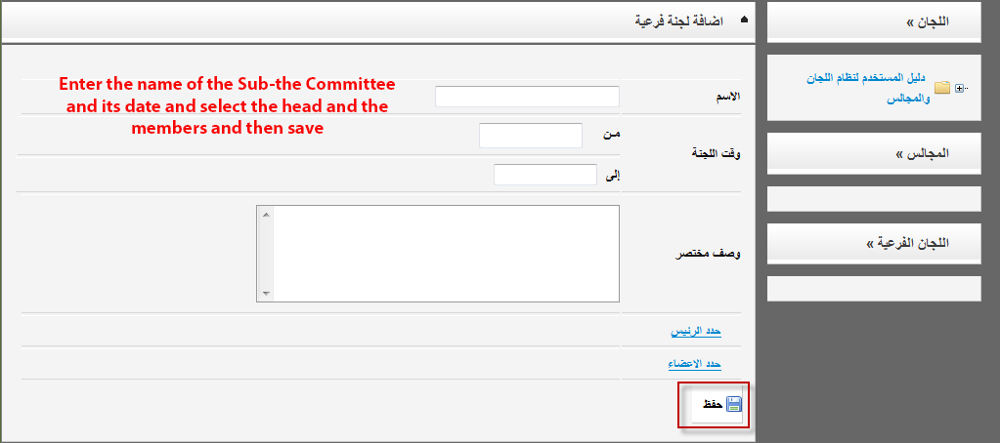 اضافة لجنة فرعية
Enter the name of the Sub-the Committee
and its date and select the head and the
members and then save
الاسم
وقت اللجنة
مـن
إلى
وصف مختصر
حدد الرئيس
حدد الاعضاء
حفظ
اللجان »
دليل المستخدم لنظام اللجان
والمجالس
المجالس »
اللجان الفرعية »